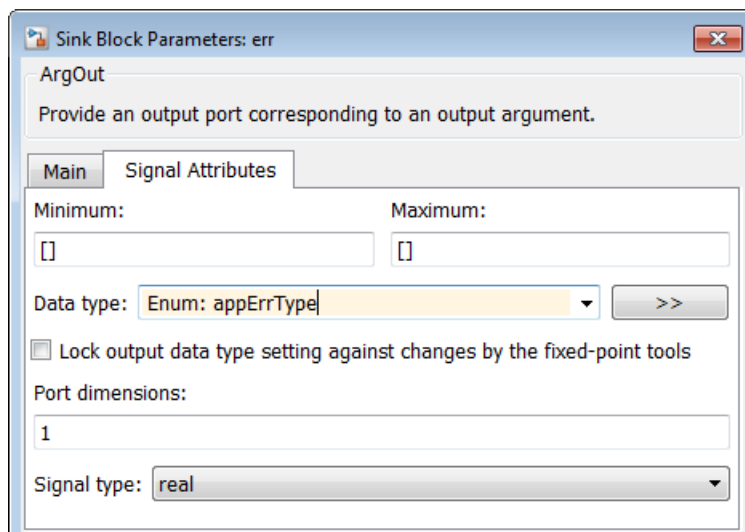 Sink Block Parameters: err
ArgOut
Provide an output port corresponding to an output argument.
Main Signal Attributes
Minimum: Maximum:
[] []
Data type: Enum: appErrType >>
Lock output data type setting against changes by the fixed-point tools
Port dimensions:
1
Signal type: real